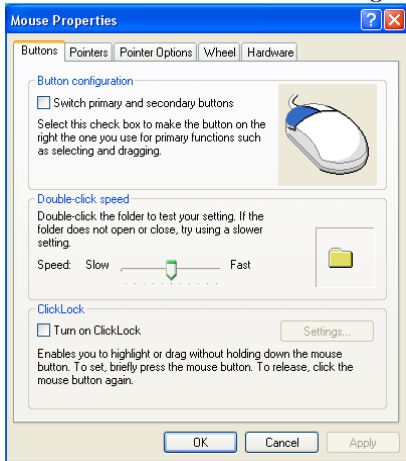 Mouse Properties
Buttons Pointers Pointer Options Wheel Hardware
Button configuration
Switch primary and secondary buttons
Select this check box to make the button on the
right the one you use for primary functions such
as selecting and dragging.
Double-click speed
Double-click the folder to test your setting. If the
folder does not open or close, try using a slower
setting.
Speed: Slow Fast
ClickLock
Turn on ClickLock
Settings...
Enables you to highlight or drag without holding down the mouse
button. To set, briefly press the mouse button. To release, click the
mouse button again.
OK Cancel Apply